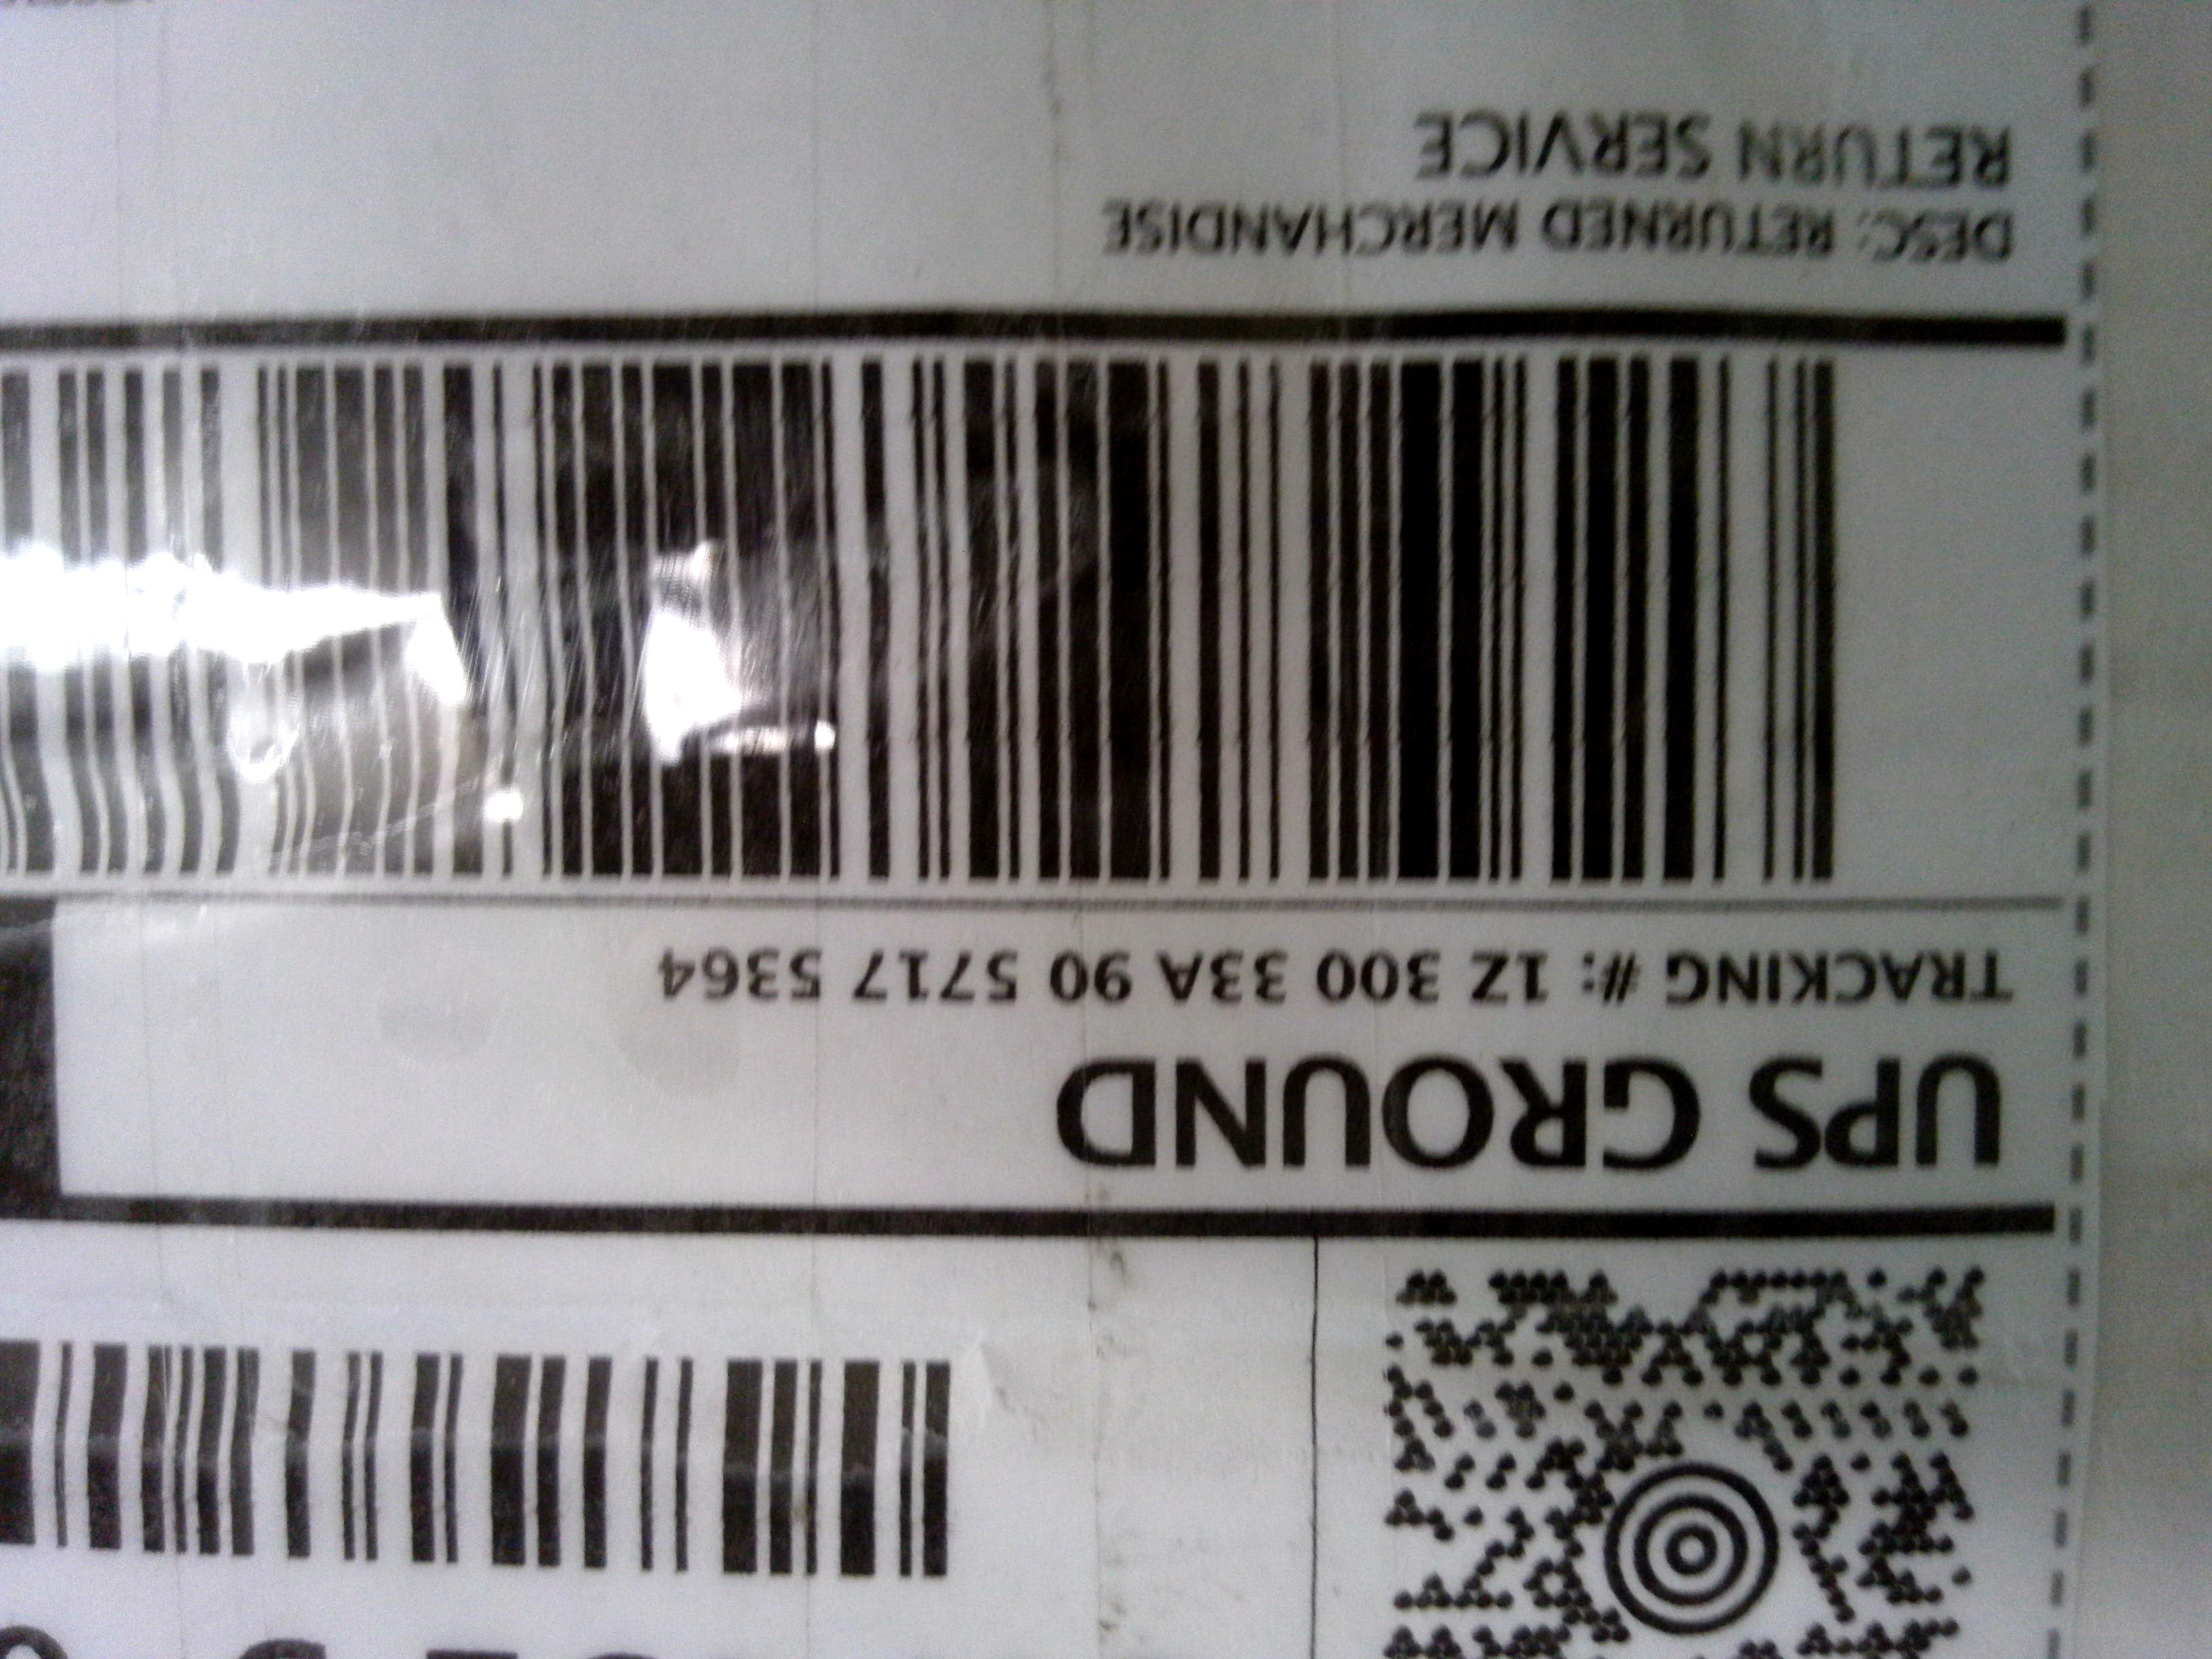 UPS GROUND
TRACKING #: 1Z 300 33A 90 5717 5364
DESC: RETURNED MERCHANDISE
RETURN SERVICE